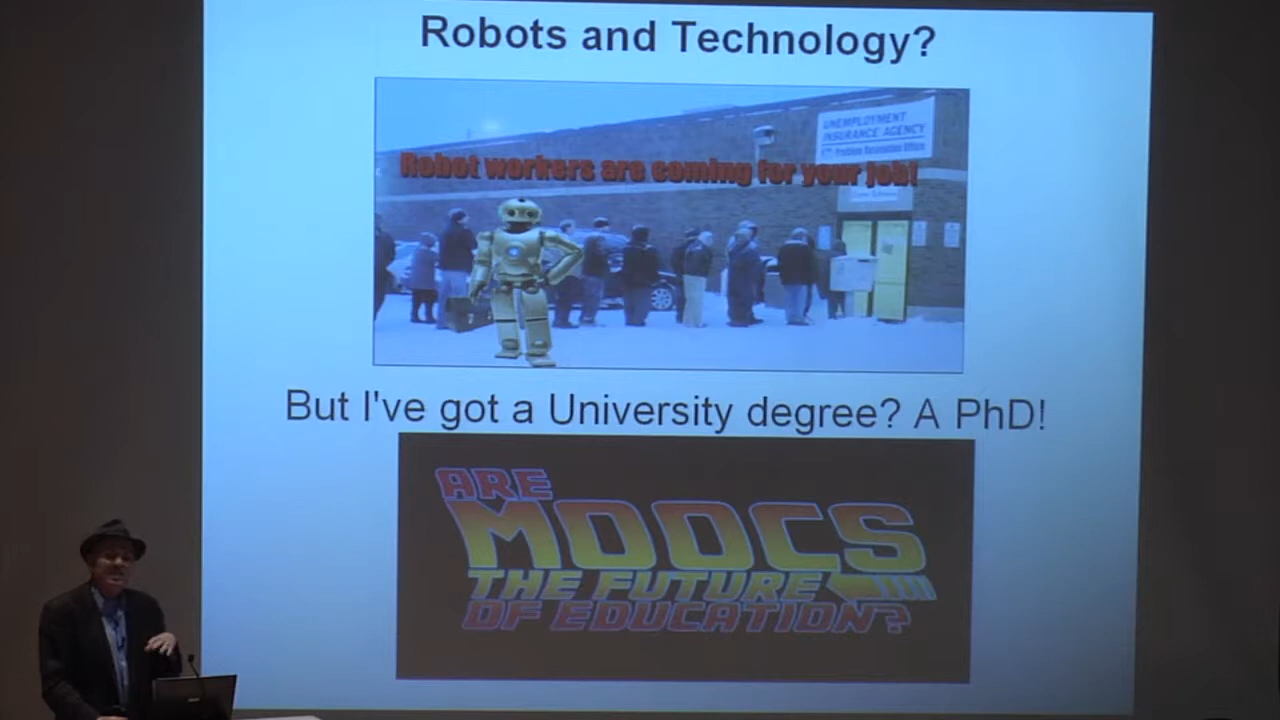 Robots and Technology?
UNEMPLOYMENT
INSURANCE AGENCY
Robot workers are coming for your job!
But I've got a University degree? A PhD!
ARE
MOOCS
THE FUTURE
OF EDUCATION?